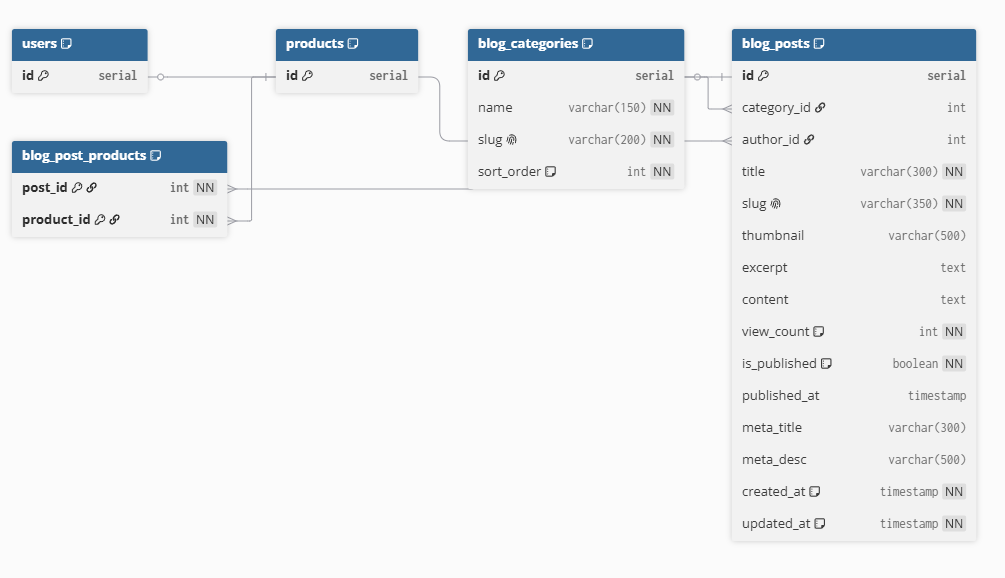 users
id serial
blog_post_products
post_id int NN
product_id int NN
products
id serial
blog_categories
id serial
name varchar(150) NN
slug varchar(200) NN
sort_order int NN
blog_posts
id serial
category_id int
author_id int
title varchar(300) NN
slug varchar(350) NN
thumbnail varchar(500)
excerpt text
content text
view_count int NN
is_published boolean NN
published_at timestamp
meta_title varchar(300)
meta_desc varchar(500)
created_at timestamp NN
updated_at timestamp NN